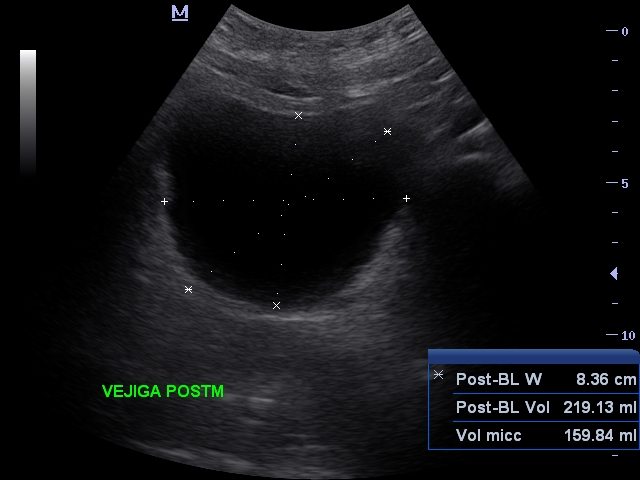 M
0
5
10
VEJIGA POSTM
Post-BL W 8.36 cm
Post-BL Vol 219.13 ml
Vol micc 159.84 ml